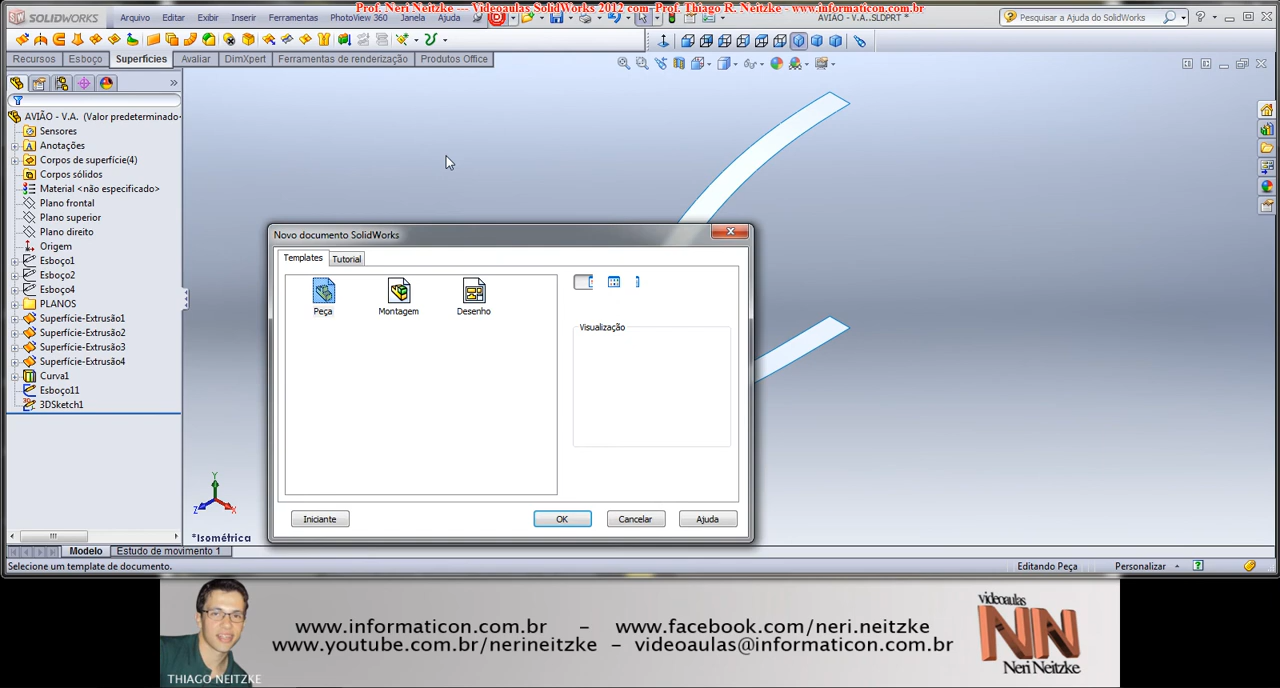 Prof. Neri Neitzke --- Videoaulas SolidWorks 2012 com Prof. Thiago R. Neitzke - www.informaticon.com.br
SOLIDWORKS
Arquivo Editar Exibir Inserir Ferramentas PhotoView 360 Janela Ajuda
AVIÃO - V.A..SLDPRT *
Pesquisar a Ajuda do SolidWorks
Recursos Esboço Superfícies Avaliar DimXpert Ferramentas de renderização Produtos Office
AVIÃO - V.A. (Valor predeterminado
Sensores
Anotações
Corpos de superfície(4)
Corpos sólidos
Material <não especificado>
Plano frontal
Plano superior
Plano direito
Origem
Esboço1
Esboço2
Esboço4
PLANOS
Superfície-Extrusão1
Superfície-Extrusão2
Superfície-Extrusão3
Superfície-Extrusão4
Curva1
Esboço11
3DSketch1
Novo documento SolidWorks
Templates Tutorial
Peça Montagem Desenho
Visualização
Iniciante OK Cancelar Ajuda
Y
Z X
*Isométrica
Modelo Estudo de movimento 1
Selecione um template de documento.
Editando Peça Personalizar
www.informaticon.com.br - www.facebook.com/neri.neitzke
www.youtube.com.br/nerineitzke - videoaulas@informaticon.com.br
THIAGO NEITZKE
videoaulas
NN
Neri Neitzke